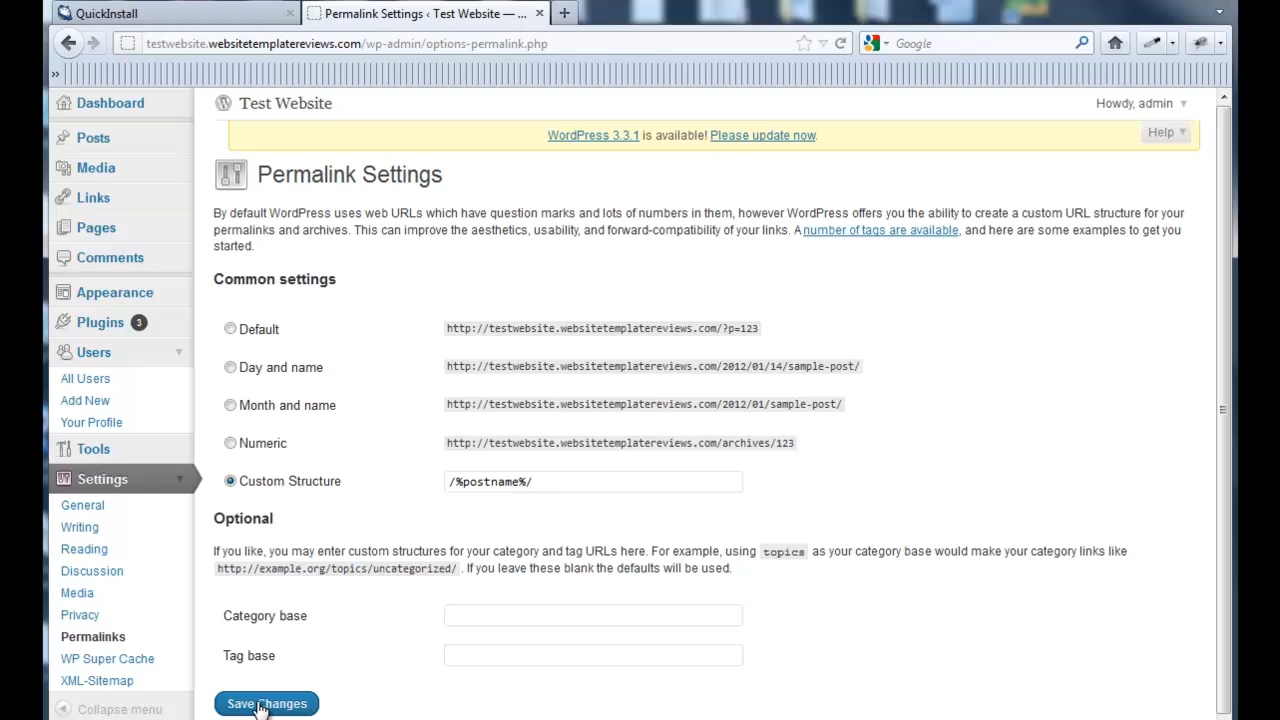 QuickInstall
Permalink Settings ‹ Test Website — ...
testwebsite.websitetemplatereviews.com/wp-admin/options-permalink.php
Google
»
Dashboard
Posts
Media
Links
Pages
Comments
Appearance
Plugins 3
Users
All Users
Add New
Your Profile
Tools
Settings
General
Writing
Reading
Discussion
Media
Privacy
Permalinks
WP Super Cache
XML-Sitemap
Collapse menu
Test Website
Howdy, admin
WordPress 3.3.1 is available! Please update now.
Help
Permalink Settings
By default WordPress uses web URLs which have question marks and lots of numbers in them, however WordPress offers you the ability to create a custom URL structure for your
permalinks and archives. This can improve the aesthetics, usability, and forward-compatibility of your links. A number of tags are available, and here are some examples to get you
started.
Common settings
Default http://testwebsite.websitetemplatereviews.com/?p=123
Day and name http://testwebsite.websitetemplatereviews.com/2012/01/14/sample-post/
Month and name http://testwebsite.websitetemplatereviews.com/2012/01/sample-post/
Numeric http://testwebsite.websitetemplatereviews.com/archives/123
Custom Structure /%postname%/
Optional
If you like, you may enter custom structures for your category and tag URLs here. For example, using topics as your category base would make your category links like
http://example.org/topics/uncategorized/ . If you leave these blank the defaults will be used.
Category base
Tag base
Save Changes